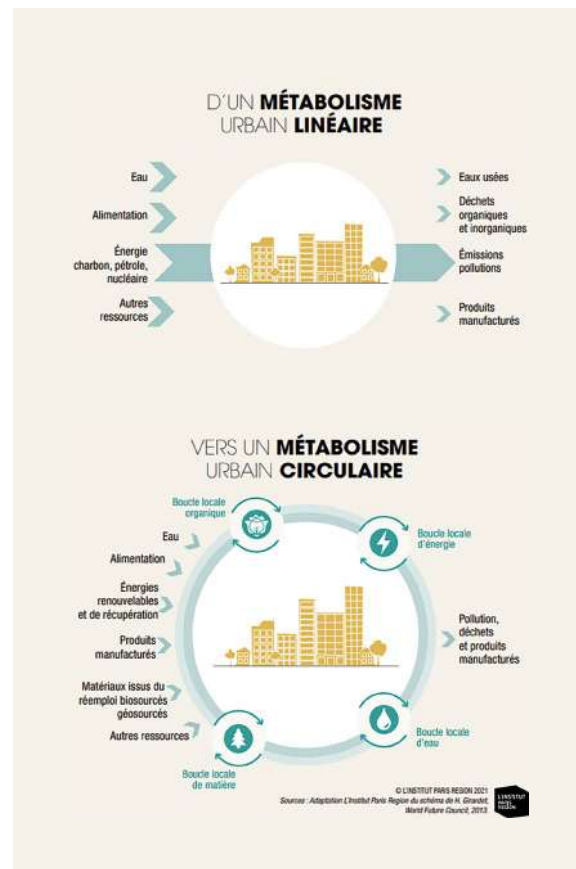 D'UN MÉTABOLISME
URBAIN LINÉAIRE
Eau
Alimentation
Énergie
charbon, pétrole,
nucléaire
Autres
ressources
Eaux usées
Déchets
organiques
et inorganiques
Émissions
pollutions
Produits
manufacturés
VERS UN MÉTABOLISME
URBAIN CIRCULAIRE
Boucle locale
organique
Eau
Alimentation
Énergies
renouvelables
et de récupération
Produits
manufacturés
Matériaux issus du
réemploi biosourcés
géosourcés
Autres ressources
Boucle locale
d'énergie
Pollution,
déchets
et produits
manufacturés
Boucle locale
d'eau
Boucle locale
de matière
© L'INSTITUT PARIS REGION 2021
Sources : Adaptation L'Institut Paris Region du schéma de H. Girardet,
World Future Council, 2013.
L'INSTITUT
PARIS
REGION